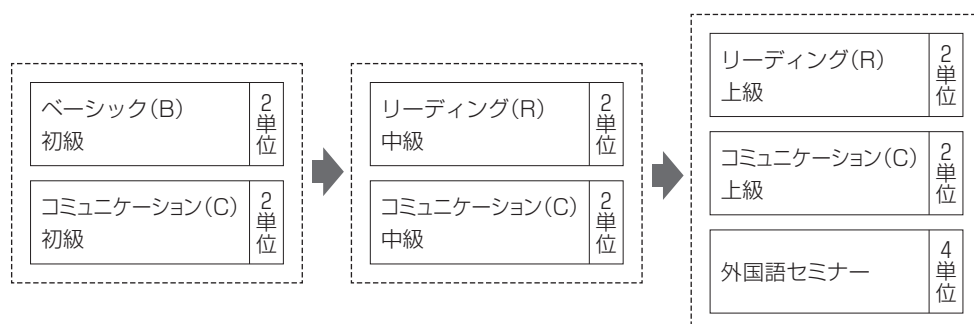 ベーシック(B)
初級
2単位
コミュニケーション(C)
初級
2単位
リーディング(R)
中級
2単位
コミュニケーション(C)
中級
2単位
リーディング(R)
上級
2単位
コミュニケーション(C)
上級
2単位
外国語セミナー
4単位